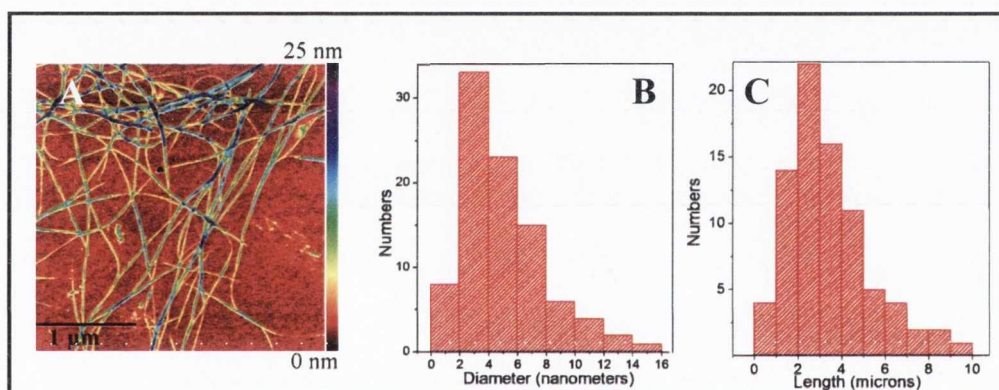 25 nm
A
1 µm
0 nm
B
Numbers
30
20
10
0
0 2 4 6 8 10 12 14 16
Diameter (nanometers)
C
Numbers
20
15
10
5
0 2 4 6 8 10
Length (microns)